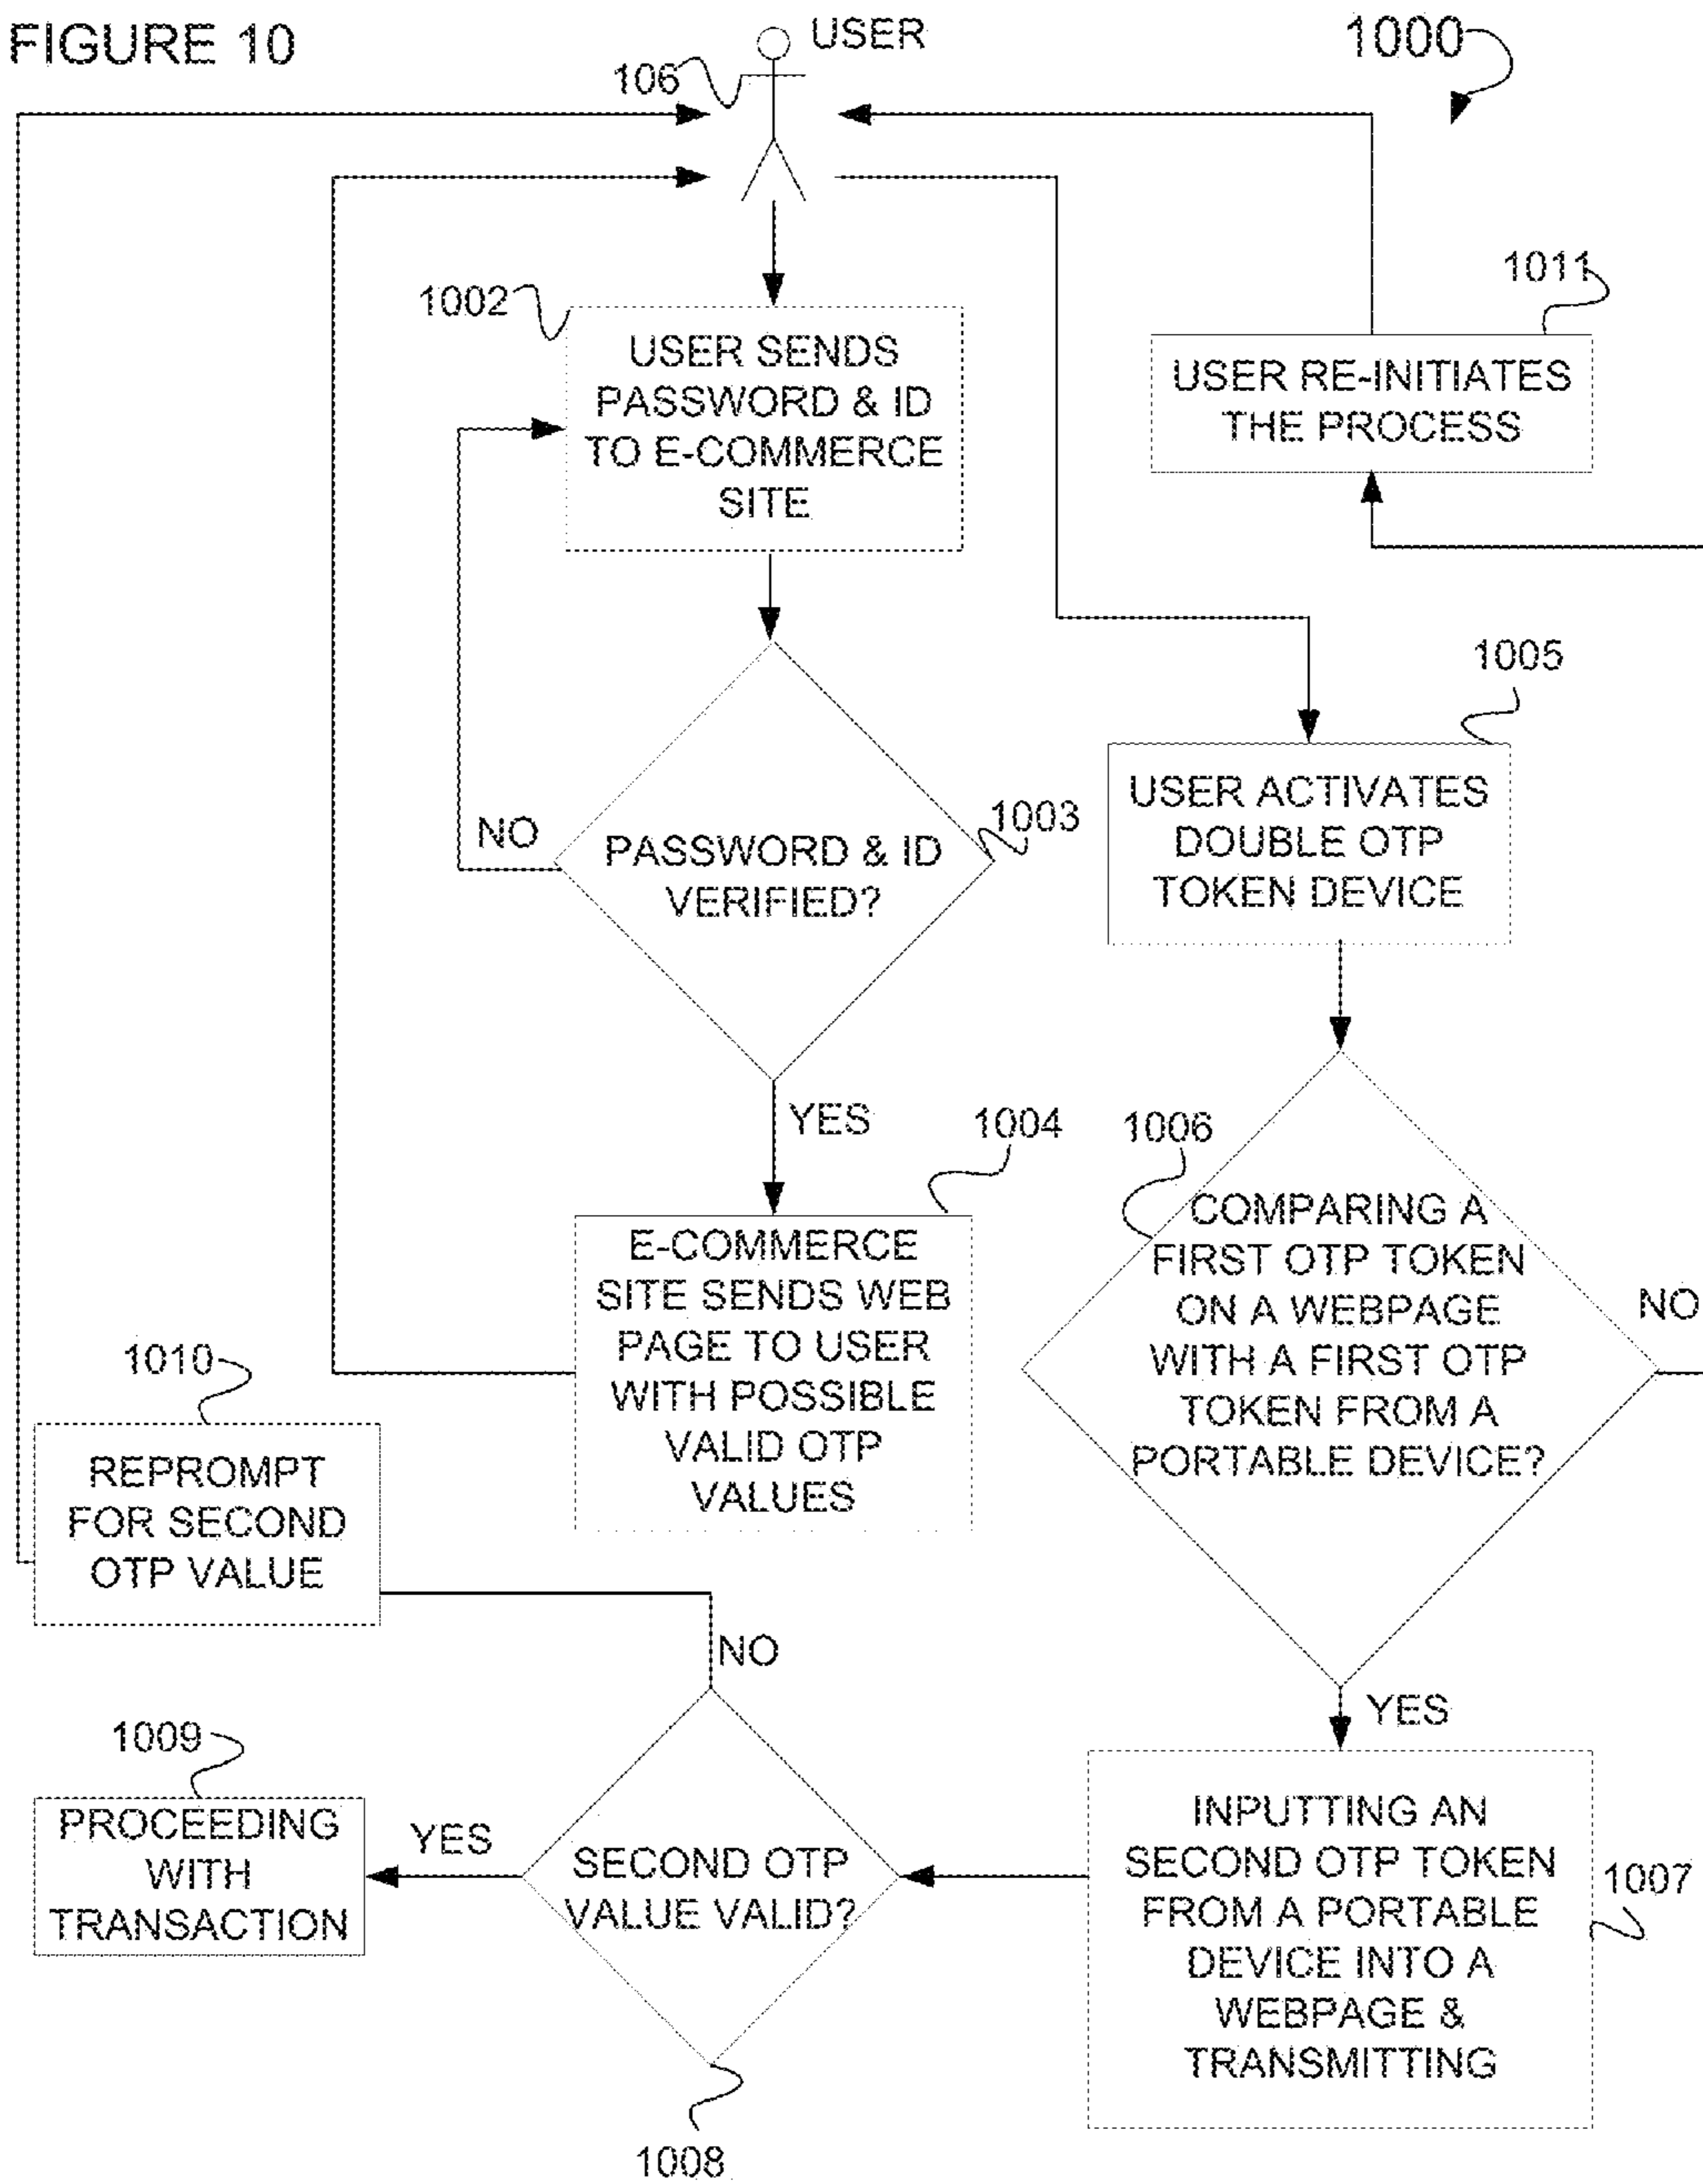 FIGURE 10
USER
1000
106
1011
1002
USER SENDS
PASSWORD & ID
TO E-COMMERCE
SITE
USER RE-INITIATES
THE PROCESS
1005
NO
PASSWORD & ID
VERIFIED?
1003
USER ACTIVATES
DOUBLE OTP
TOKEN DEVICE
YES
1004
1006
E-COMMERCE
SITE SENDS WEB
PAGE TO USER
WITH POSSIBLE
VALID OTP
VALUES
COMPARING A
FIRST OTP TOKEN
ON A WEBPAGE
WITH A FIRST OTP
TOKEN FROM A
PORTABLE DEVICE?
NO
1010
REPROMPT
FOR SECOND
OTP VALUE
NO
YES
1009
PROCEEDING
WITH
TRANSACTION
YES
SECOND OTP
VALUE VALID?
INPUTTING AN
SECOND OTP TOKEN
FROM A PORTABLE
DEVICE INTO A
WEBPAGE &
TRANSMITTING
1007
1008